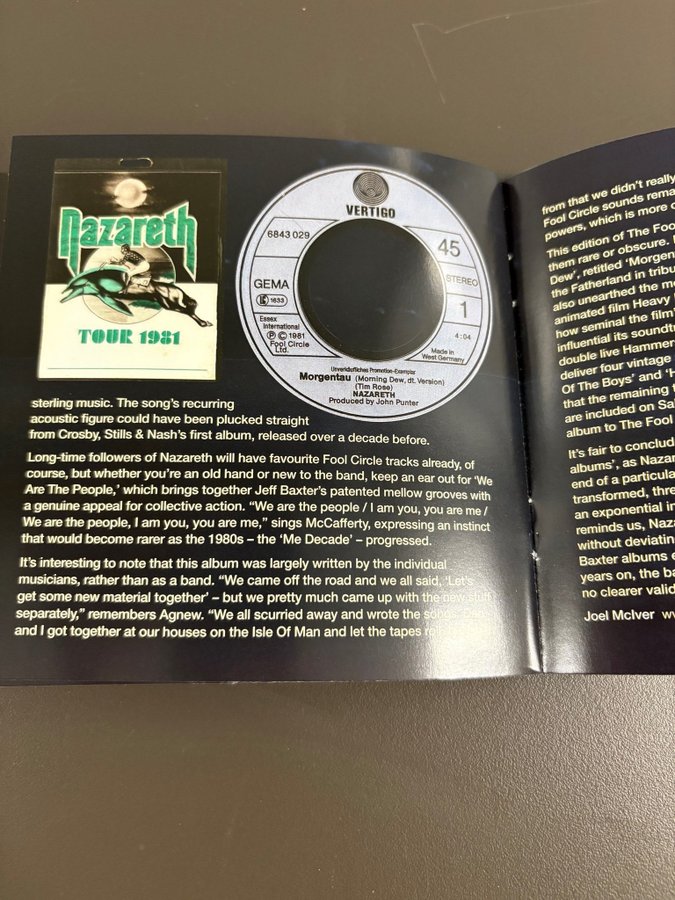 Nazareth
TOUR 1981
VERTIGO
6843 029
45
GEMA
STEREO
K 1633
1
Essex
International
Ⓟ © 1981
Fool Circle
Ltd.
4:04
Made in
West Germany
Unverkäufliches Promotion-Exemplar
Morgentau (Morning Dew, dt. Version)
(Tim Rose)
NAZARETH
Produced by John Punter
sterling music. The song's recurring
acoustic figure could have been plucked straight
from Crosby, Stills & Nash's first album, released over a decade before.
Long-time followers of Nazareth will have favourite Fool Circle tracks already, of
course, but whether you're an old hand or new to the band, keep an ear out for 'We
Are The People,' which brings together Jeff Baxter's patented mellow grooves with
a genuine appeal for collective action. "We are the people / I am you, you are me /
We are the people, I am you, you are me," sings McCafferty, expressing an instinct
that would become rarer as the 1980s – the 'Me Decade' – progressed.
It's interesting to note that this album was largely written by the individual
musicians, rather than as a band. "We came off the road and we all said, 'Let's
get some new material together' – but we pretty much came up with the new stuff
separately," remembers Agnew. "We all scurried away and wrote the songs.
and I got together at our houses on the Isle Of Man and let the tapes
from that we didn't really
Fool Circle sounds rema
powers, which is more
This edition of The Foo
them rare or obscure.
Dew', retitled 'Morgen
the Fatherland in tribu
also unearthed the m
animated film Heavy
how seminal the film'
influential its soundt
double live Hammer
deliver four vintage
Of The Boys' and 'H
that the remaining
are included on Sa
album to The Fool
It's fair to conclud
albums', as Nazar
end of a particula
transformed, thre
an exponential in
reminds us, Naza
without deviatin
Baxter albums e
years on, the ba
no clearer valid
Joel McIver w